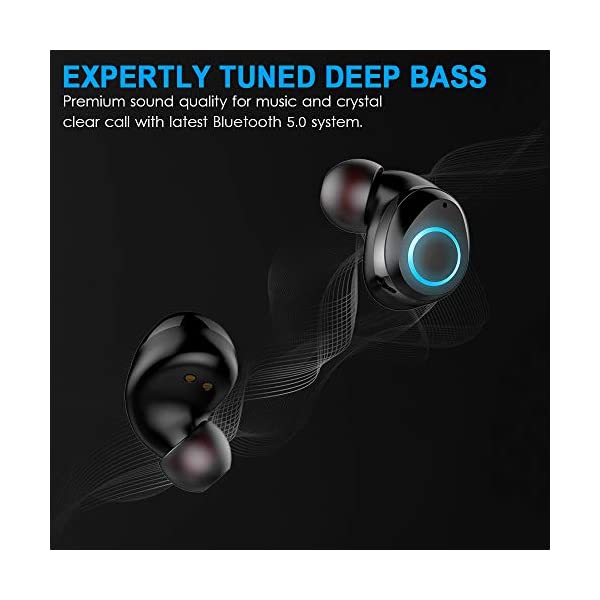 EXPERTLY TUNED DEEP BASS
Premium sound quality for music and crystal
clear call with latest Bluetooth 5.0 system.